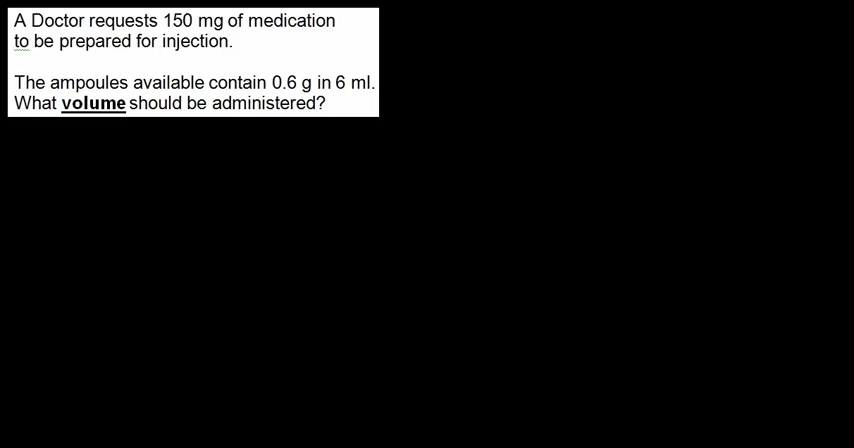 A Doctor requests 150 mg of medication
to be prepared for injection.
The ampoules available contain 0.6 g in 6 ml.
What volume should be administered?